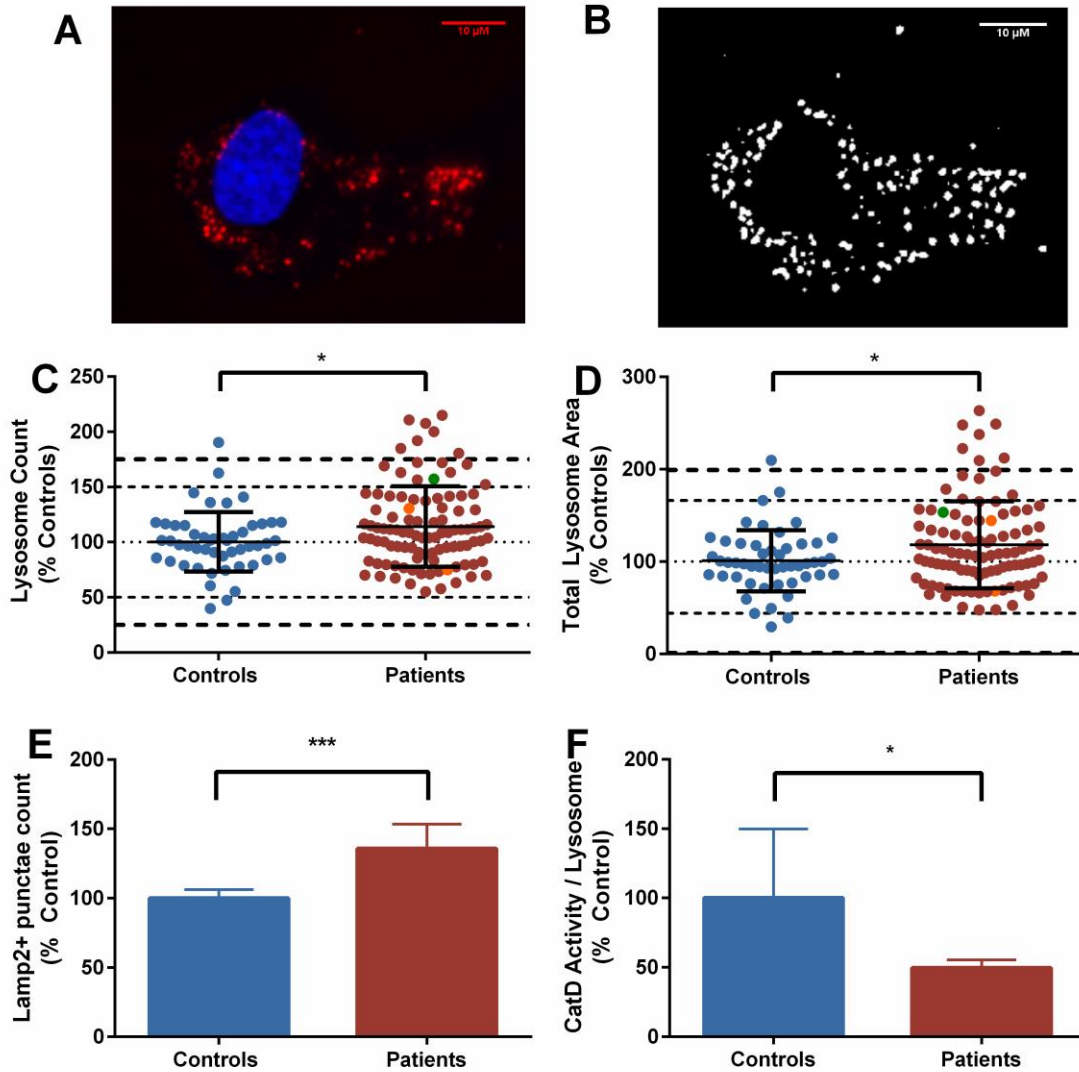 A
10 µM
B
10 µM
C
Lysosome Count
(% Controls)
250
200
150
100
50
0
*
Controls
Patients
D
Total Lysosome Area
(% Controls)
300
200
100
0
*
Controls
Patients
E
Lamp2+ punctae count
(% Control)
200
150
100
50
0
***
Controls
Patients
F
CatD Activity / Lysosome
(% Control)
200
150
100
50
0
*
Controls
Patients